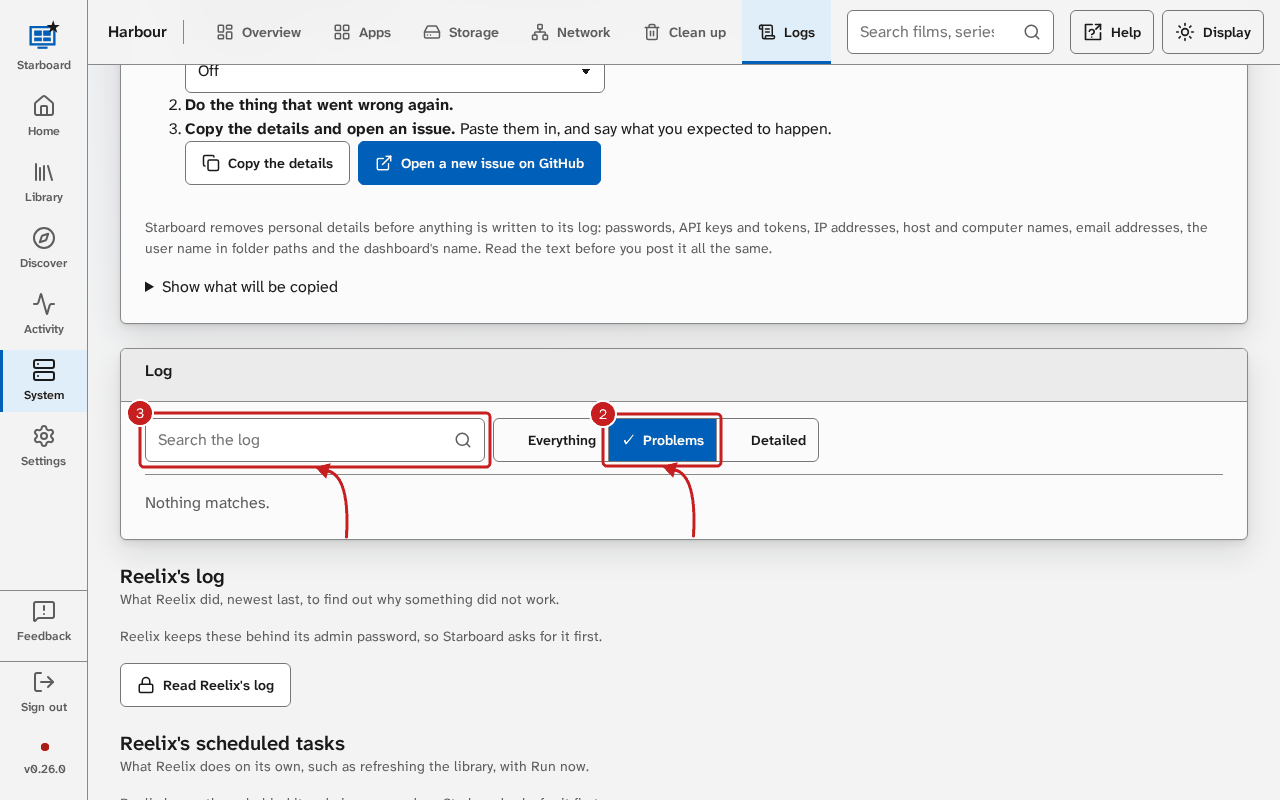 Starboard
Home
Library
Discover
Activity
System
Settings
Feedback
Sign out
v0.26.0
Harbour
Overview
Apps
Storage
Network
Clean up
Logs
Search films, series
Help
Display
Off
2. Do the thing that went wrong again.
3. Copy the details and open an issue. Paste them in, and say what you expected to happen.
Copy the details
Open a new issue on GitHub
Starboard removes personal details before anything is written to its log: passwords, API keys and tokens, IP addresses, host and computer names, email addresses, the
user name in folder paths and the dashboard's name. Read the text before you post it all the same.
Show what will be copied
Log
3
2
Search the log
Everything
✓ Problems
Detailed
Nothing matches.
Reelix's log
What Reelix did, newest last, to find out why something did not work.
Reelix keeps these behind its admin password, so Starboard asks for it first.
Read Reelix's log
Reelix's scheduled tasks
What Reelix does on its own, such as refreshing the library, with Run now.